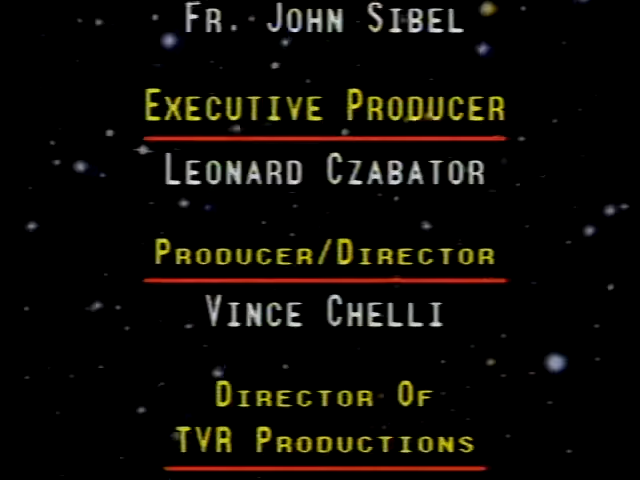 Fr. John Sibel
Executive Producer
Leonard Czabator
Producer/Director
Vince Chelli
Director Of
TVR Productions